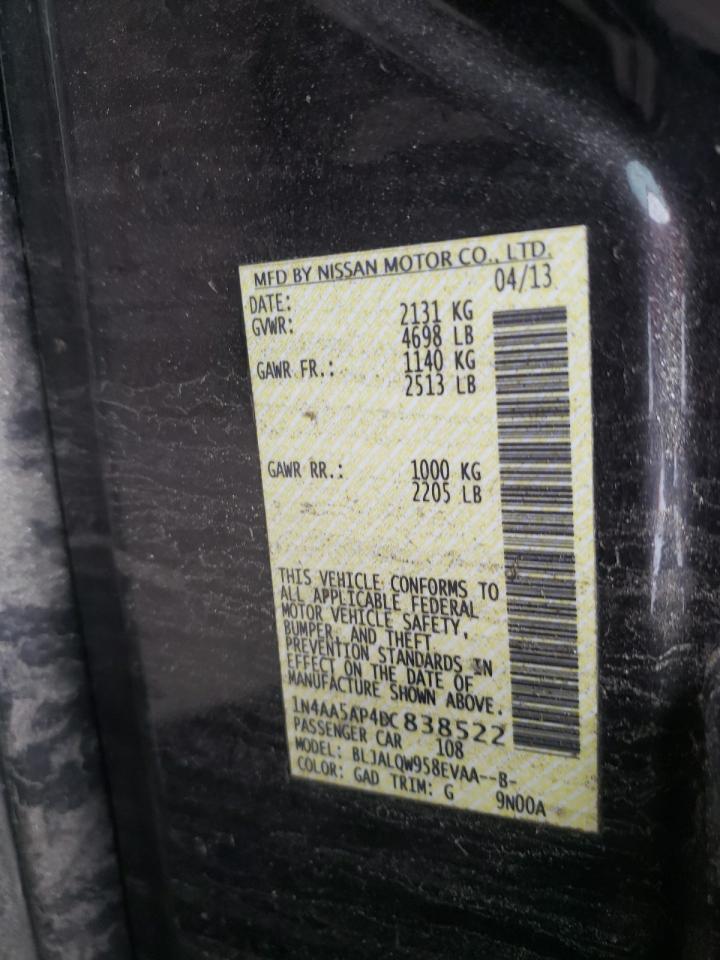 MFD BY NISSAN MOTOR CO., LTD.
DATE: 04/13
GVWR: 2131 KG
4698 LB
GAWR FR.: 1140 KG
2513 LB
GAWR RR.: 1000 KG
2205 LB
THIS VEHICLE CONFORMS TO
ALL APPLICABLE FEDERAL
MOTOR VEHICLE SAFETY,
BUMPER, AND THEFT
PREVENTION STANDARDS IN
EFFECT ON THE DATE OF
MANUFACTURE SHOWN ABOVE.
1N4AA5AP4DC838522
PASSENGER CAR 108
MODEL: BLJALQW958EVAA--B-
COLOR: GAD TRIM: G 9N00A